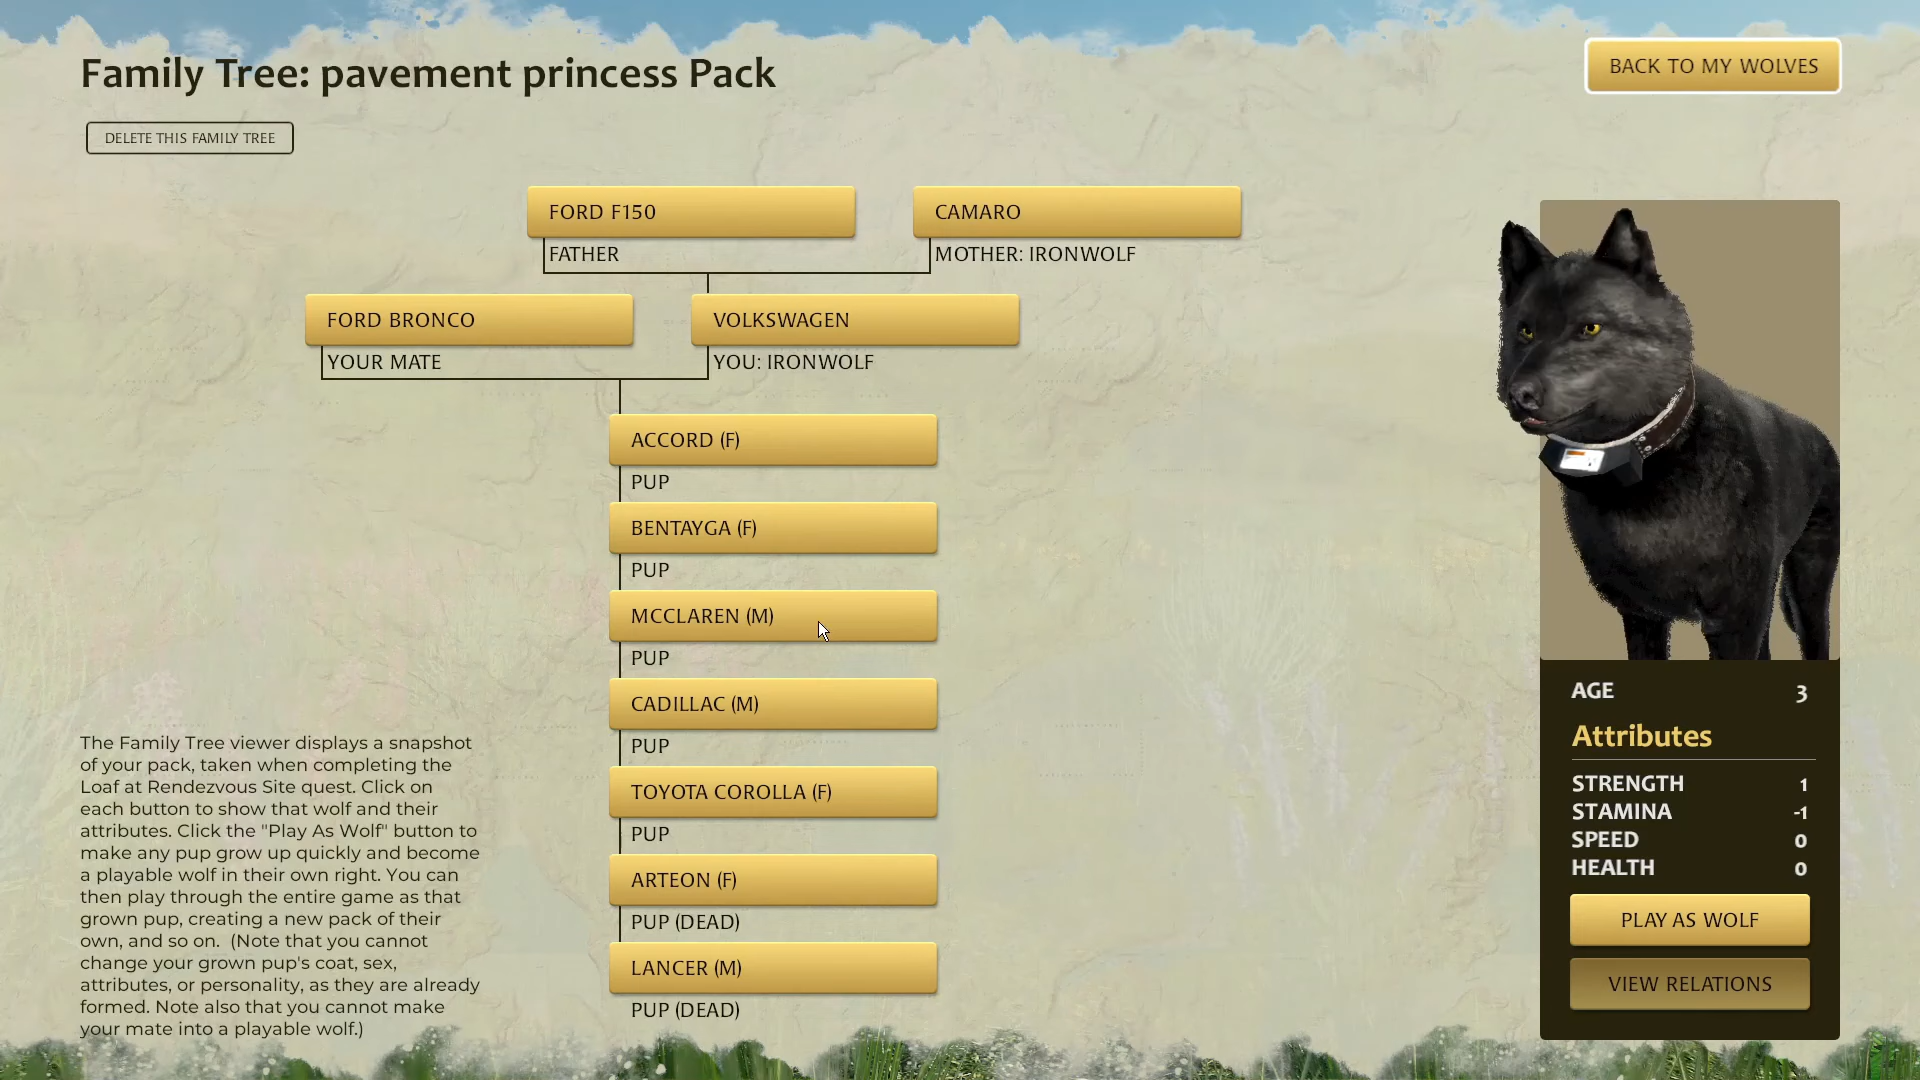 Family Tree: pavement princess Pack
BACK TO MY WOLVES
DELETE THIS FAMILY TREE
FORD F150
CAMARO
FATHER
MOTHER: IRONWOLF
FORD BRONCO
VOLKSWAGEN
YOUR MATE
YOU: IRONWOLF
ACCORD (F)
PUP
BENTAYGA (F)
PUP
MCCLAREN (M)
PUP
CADILLAC (M)
PUP
TOYOTA COROLLA (F)
PUP
ARTEON (F)
PUP (DEAD)
LANCER (M)
PUP (DEAD)
The Family Tree viewer displays a snapshot
of your pack, taken when completing the
Loaf at Rendezvous Site quest. Click on
each button to show that wolf and their
attributes. Click the "Play As Wolf" button to
make any pup grow up quickly and become
a playable wolf in their own right. You can
then play through the entire game as that
grown pup, creating a new pack of their
own, and so on.  (Note that you cannot
change your grown pup's coat, sex,
attributes, or personality, as they are already
formed. Note also that you cannot make
your mate into a playable wolf.)
AGE 3
Attributes
STRENGTH 1
STAMINA -1
SPEED 0
HEALTH 0
PLAY AS WOLF
VIEW RELATIONS